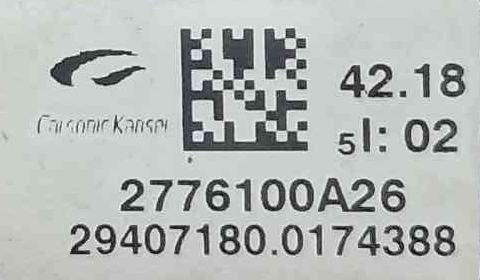 Calsonic Kansei
42.18
5I: 02
2776100A26
29407180.0174388